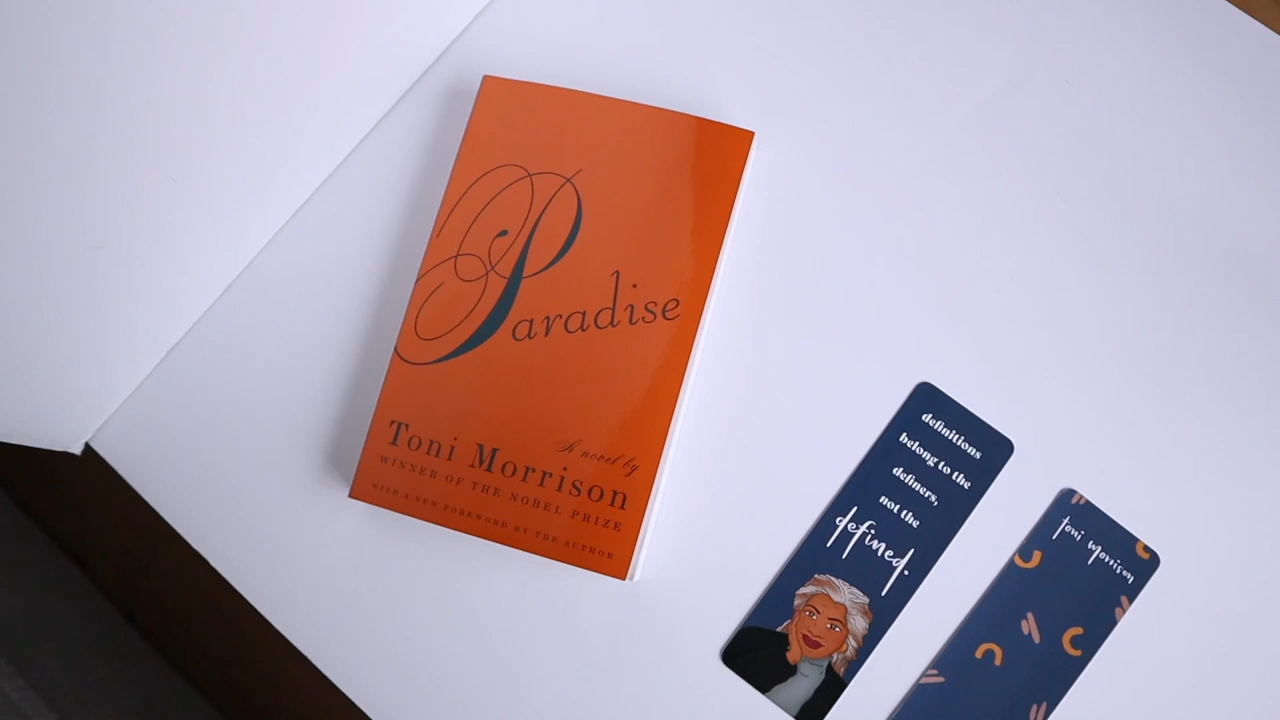 Paradise
A novel by
Toni Morrison
WINNER OF THE NOBEL PRIZE
WITH A NEW FOREWORD BY THE AUTHOR
definitions
belong to the
definers,
not the
defined.
toni morrison